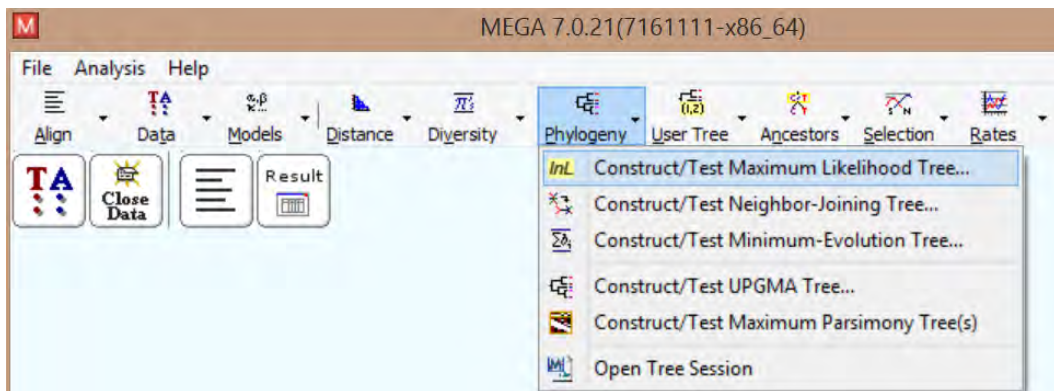 M MEGA 7.0.21(7161111-x86_64)
File Analysis Help
Align Data Models Distance Diversity Phylogeny User Tree Ancestors Selection Rates
TA Close Data Result
lnL Construct/Test Maximum Likelihood Tree...
Construct/Test Neighbor-Joining Tree...
Construct/Test Minimum-Evolution Tree...
Construct/Test UPGMA Tree...
Construct/Test Maximum Parsimony Tree(s)
Open Tree Session